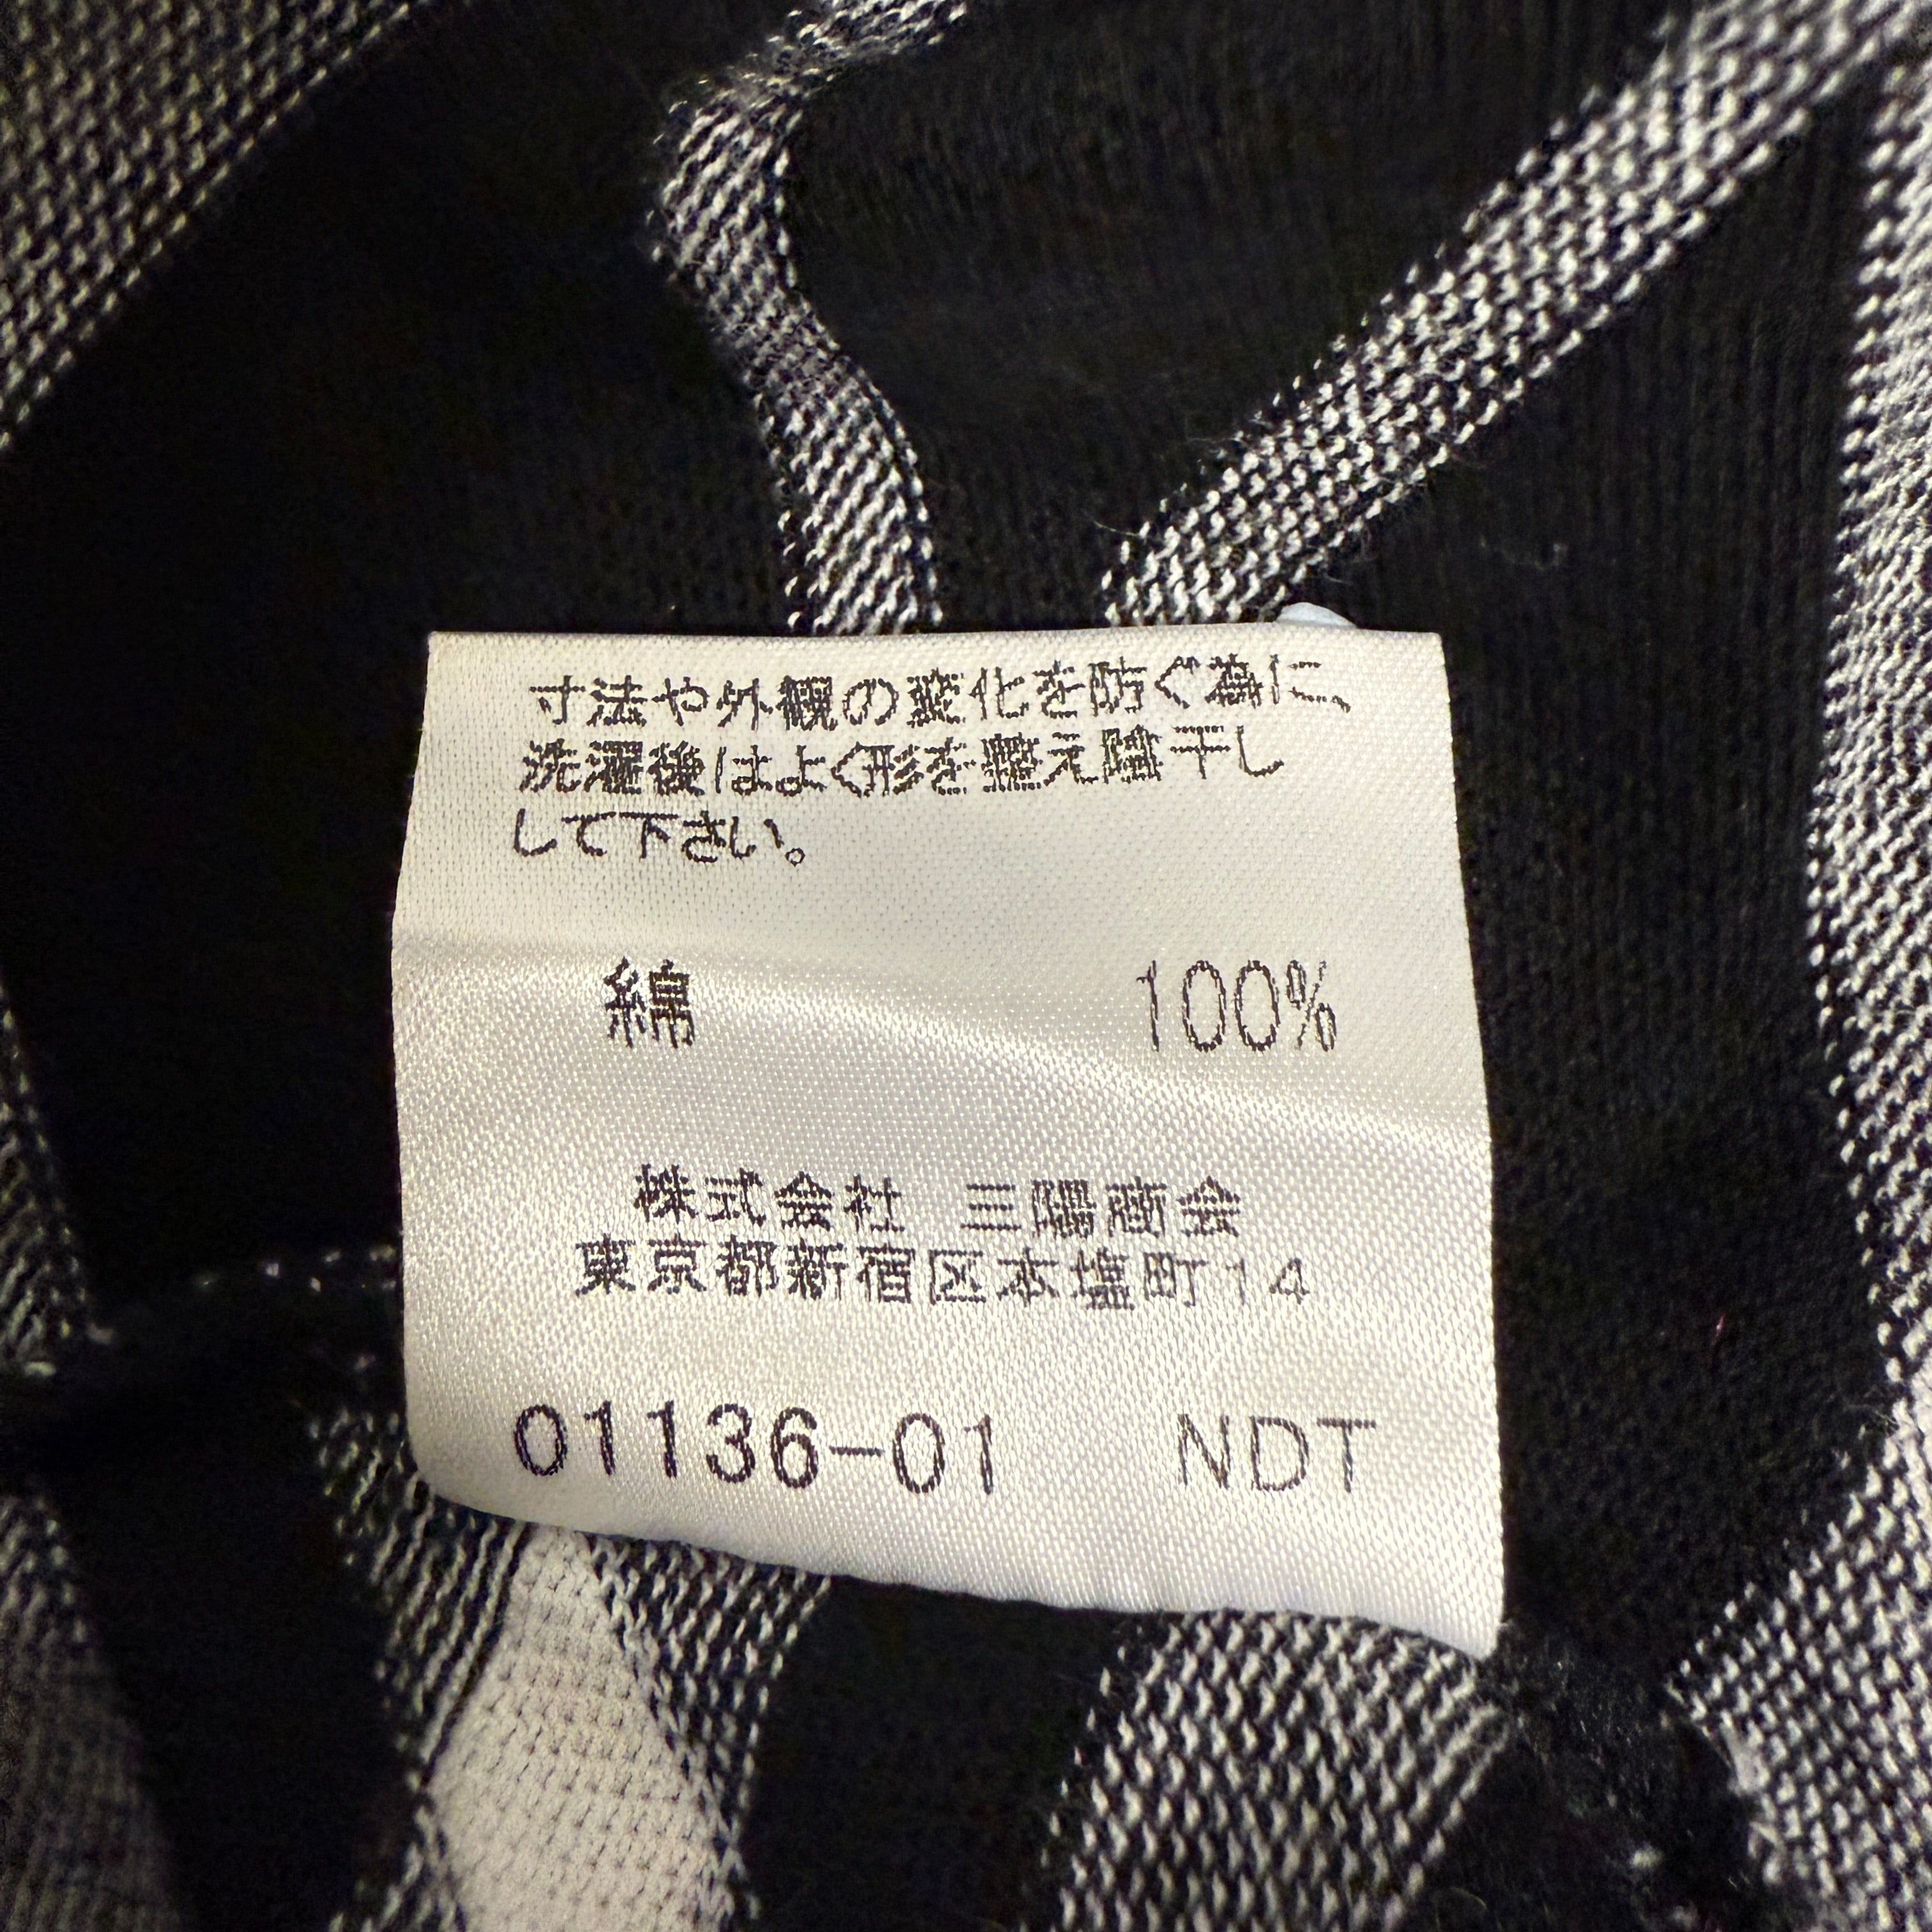 寸法や外観の変化を防ぐ為に、
洗濯後はよく形を整え陰干し
して下さい。
綿 100%
株式会社 三陽商会
東京都新宿区本塩町14
01136-01 NDT